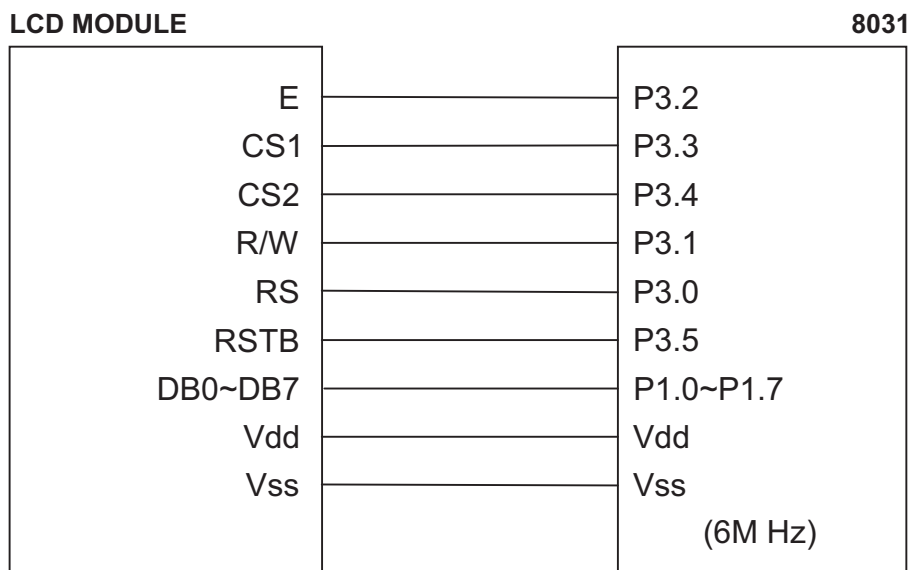 LCD MODULE 8031
E P3.2
CS1 P3.3
CS2 P3.4
R/W P3.1
RS P3.0
RSTB P3.5
DB0~DB7 P1.0~P1.7
Vdd Vdd
Vss Vss
(6M Hz)